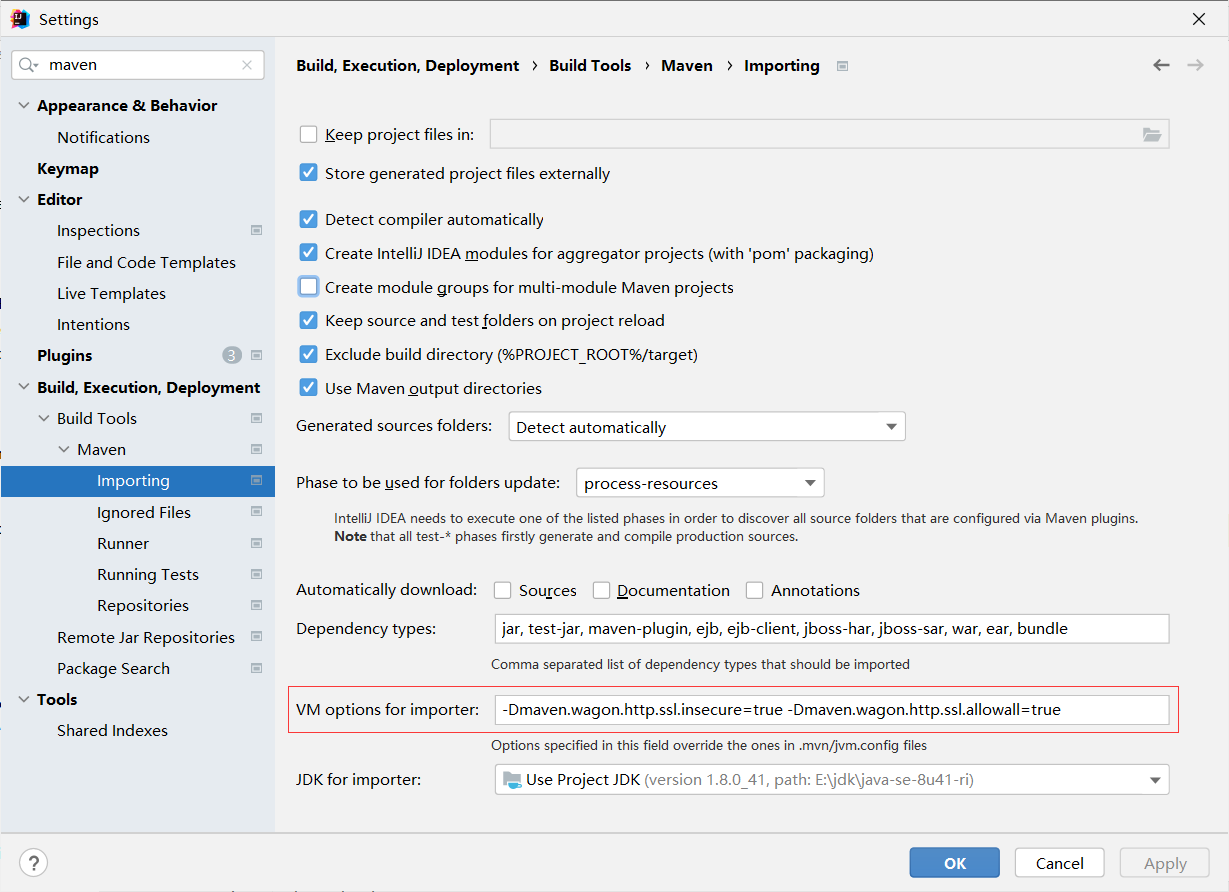 Settings
maven
Appearance & Behavior
Notifications
Keymap
Editor
Inspections
File and Code Templates
Live Templates
Intentions
Plugins 3
Build, Execution, Deployment
Build Tools
Maven
Importing
Ignored Files
Runner
Running Tests
Repositories
Remote Jar Repositories
Package Search
Tools
Shared Indexes
Build, Execution, Deployment › Build Tools › Maven › Importing
Keep project files in:
Store generated project files externally
Detect compiler automatically
Create IntelliJ IDEA modules for aggregator projects (with 'pom' packaging)
Create module groups for multi-module Maven projects
Keep source and test folders on project reload
Exclude build directory (%PROJECT_ROOT%/target)
Use Maven output directories
Generated sources folders: Detect automatically
Phase to be used for folders update: process-resources
IntelliJ IDEA needs to execute one of the listed phases in order to discover all source folders that are configured via Maven plugins.
Note that all test-* phases firstly generate and compile production sources.
Automatically download: Sources Documentation Annotations
Dependency types: jar, test-jar, maven-plugin, ejb, ejb-client, jboss-har, jboss-sar, war, ear, bundle
Comma separated list of dependency types that should be imported
VM options for importer: -Dmaven.wagon.http.ssl.insecure=true -Dmaven.wagon.http.ssl.allowall=true
Options specified in this field override the ones in .mvn/jvm.config files
JDK for importer: Use Project JDK (version 1.8.0_41, path: E:\jdk\java-se-8u41-ri)
? OK Cancel Apply